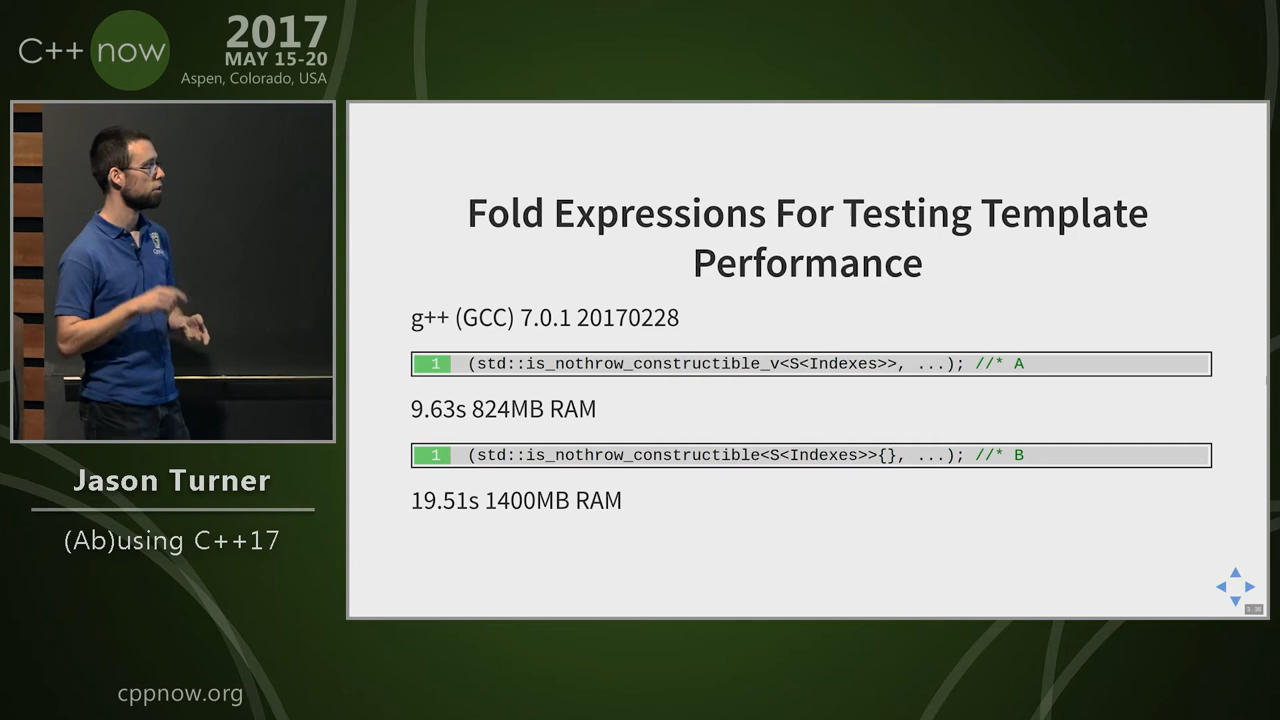 C++ now
2017
MAY 15-20
Aspen, Colorado, USA
Fold Expressions For Testing Template
Performance
g++ (GCC) 7.0.1 20170228
1 (std::is_nothrow_constructible_v<S<Indexes>>, ...); //* A
9.63s 824MB RAM
1 (std::is_nothrow_constructible<S<Indexes>>{}, ...); //* B
19.51s 1400MB RAM
Jason Turner
(Ab)using C++17
cppnow.org